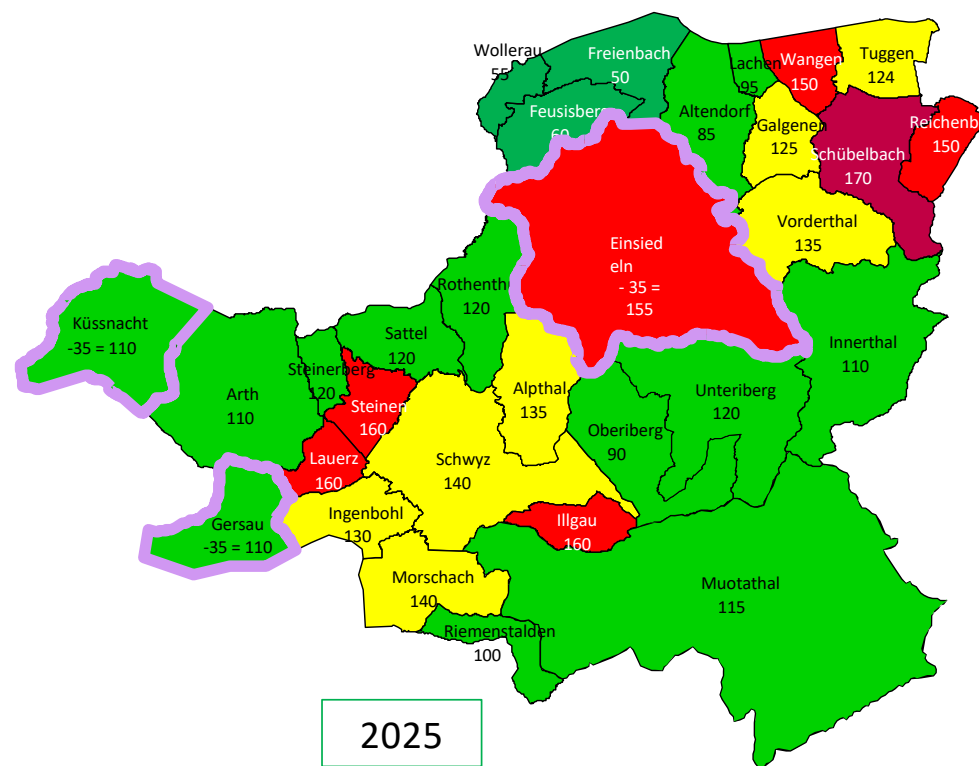 Wollerau
55
Freienbach
50
Feusisberg
60
Altendorf
85
Lachen
95
Wangen
150
Tuggen
124
Galgenen
125
Schübelbach
170
Reichenb
150
Vorderthal
135
Innerthal
110
Einsied
eln
- 35 =
155
Rothenth
120
Küssnacht
-35 = 110
Arth
110
Steinerberg
120
Sattel
120
Steinen
160
Lauerz
160
Alpthal
135
Schwyz
140
Oberiberg
90
Unteriberg
120
Gersau
-35 = 110
Ingenbohl
130
Illgau
160
Morschach
140
Muotathal
115
Riemenstalden
100
2025